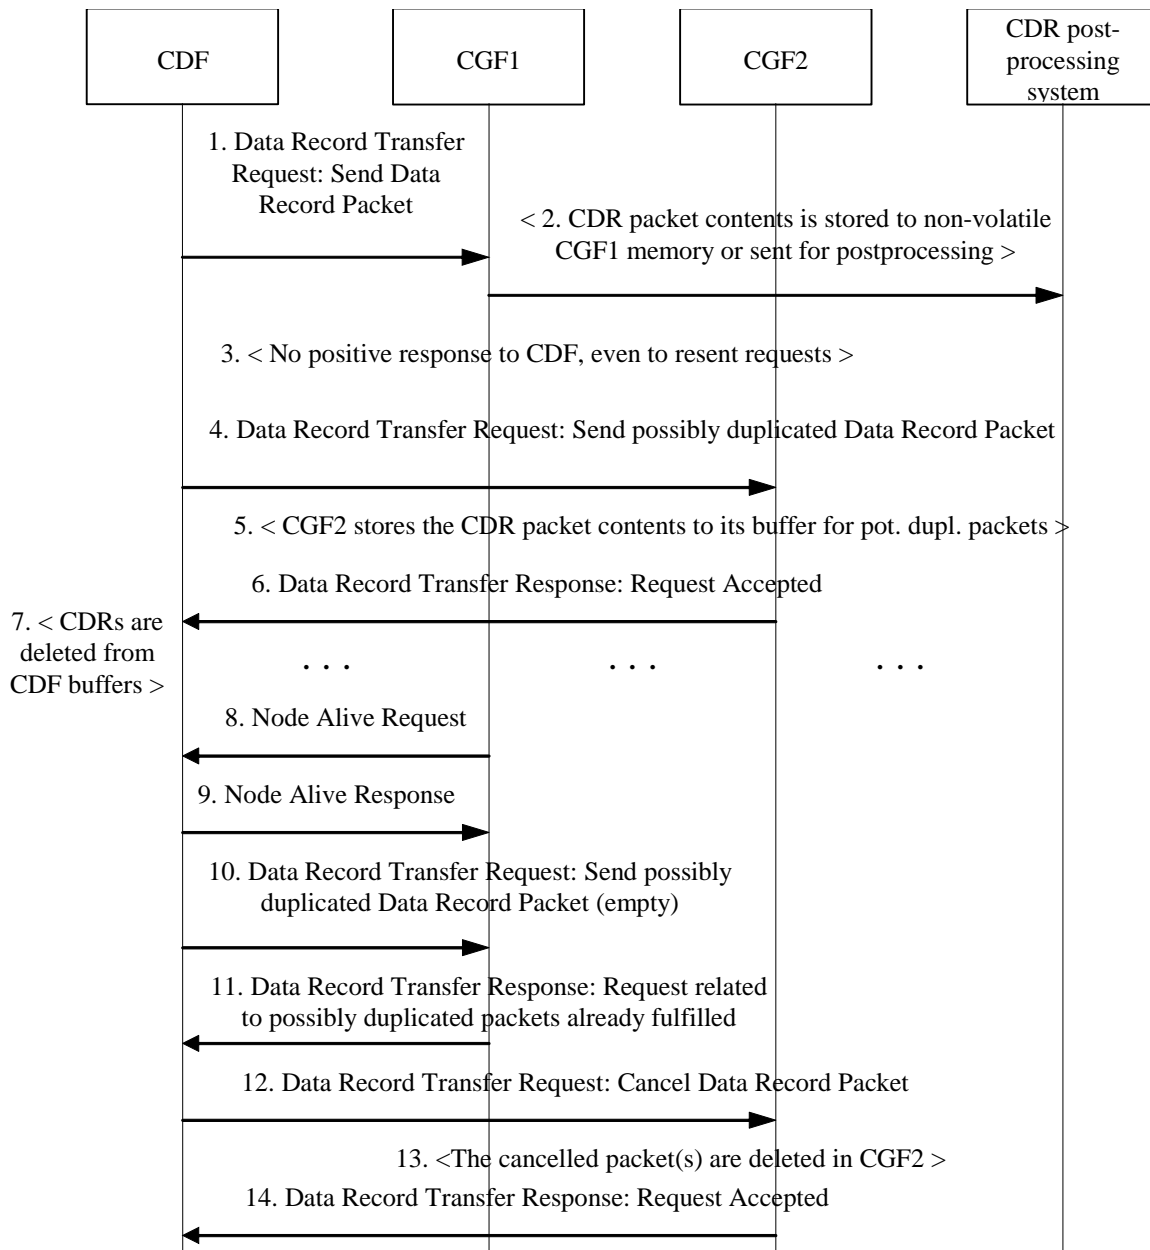 CDF
CGF1
CGF2
CDR post-
processing
system
1. Data Record Transfer
Request: Send Data
Record Packet
< 2. CDR packet contents is stored to non-volatile
CGF1 memory or sent for postprocessing >
3. < No positive response to CDF, even to resent requests >
4. Data Record Transfer Request: Send possibly duplicated Data Record Packet
5. < CGF2 stores the CDR packet contents to its buffer for pot. dupl. packets >
6. Data Record Transfer Response: Request Accepted
7. < CDRs are
deleted from
CDF buffers >
. . .
. . .
. . .
8. Node Alive Request
9. Node Alive Response
10. Data Record Transfer Request: Send possibly
duplicated Data Record Packet (empty)
11. Data Record Transfer Response: Request related
to possibly duplicated packets already fulfilled
12. Data Record Transfer Request: Cancel Data Record Packet
13. <The cancelled packet(s) are deleted in CGF2 >
14. Data Record Transfer Response: Request Accepted